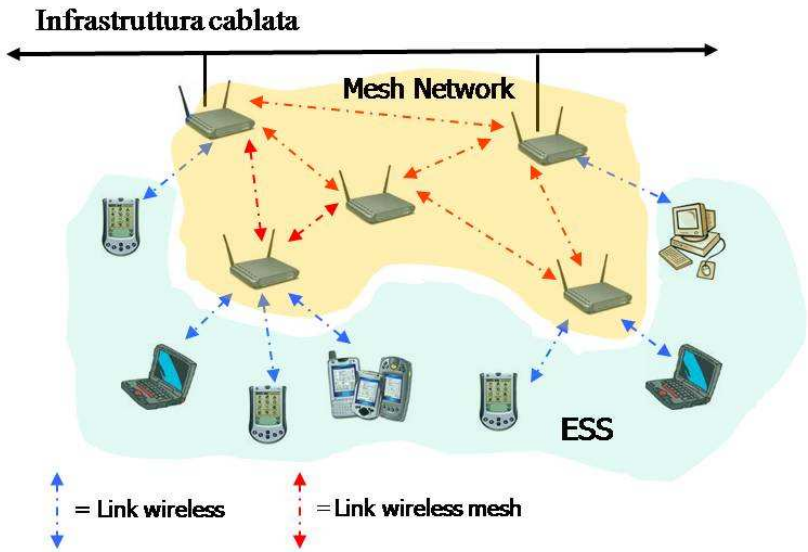 Infrastruttura cablata
Mesh Network
ESS
= Link wireless
=Link wireless mesh